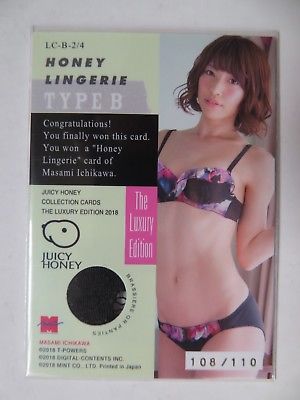 LC-B-2/4
HONEY
LINGERIE
TYPE B
Congratulations!
You finally won this card.
You won a "Honey
Lingerie" card of
Masami Ichikawa.
JUICY HONEY
COLLECTION CARDS
THE LUXURY EDITION 2018
JUICY
HONEY
BRASSIERE OR PANTIES
The Luxury
Edition
MASAMI ICHIKAWA
©2018 T-POWERS
©2018 DIGITAL-CONTENTS INC.
©2018 MINT CO., LTD. Printed in Japan
108/110